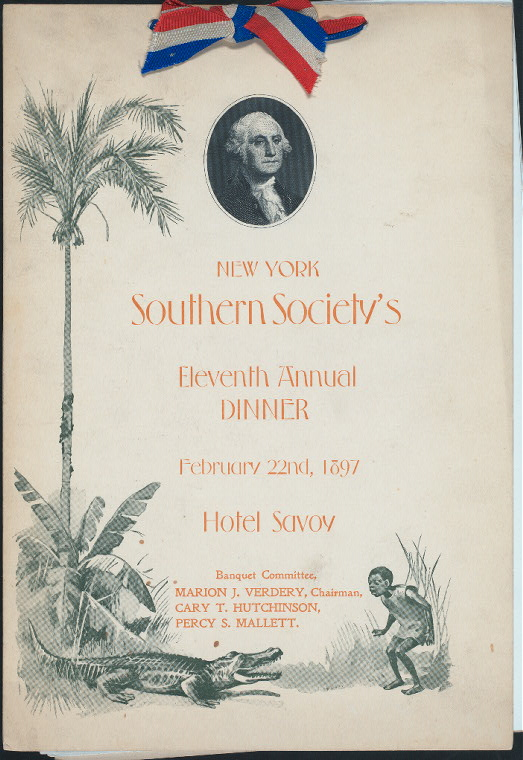 NEW YORK
Southern Society's
Eleventh Annual
DINNER
February 22nd, 1897
Hotel Savoy
Banquet Committee,
MARION J. VERDERY, Chairman,
CARY T. HUTCHINSON,
PERCY S. MALLETT.